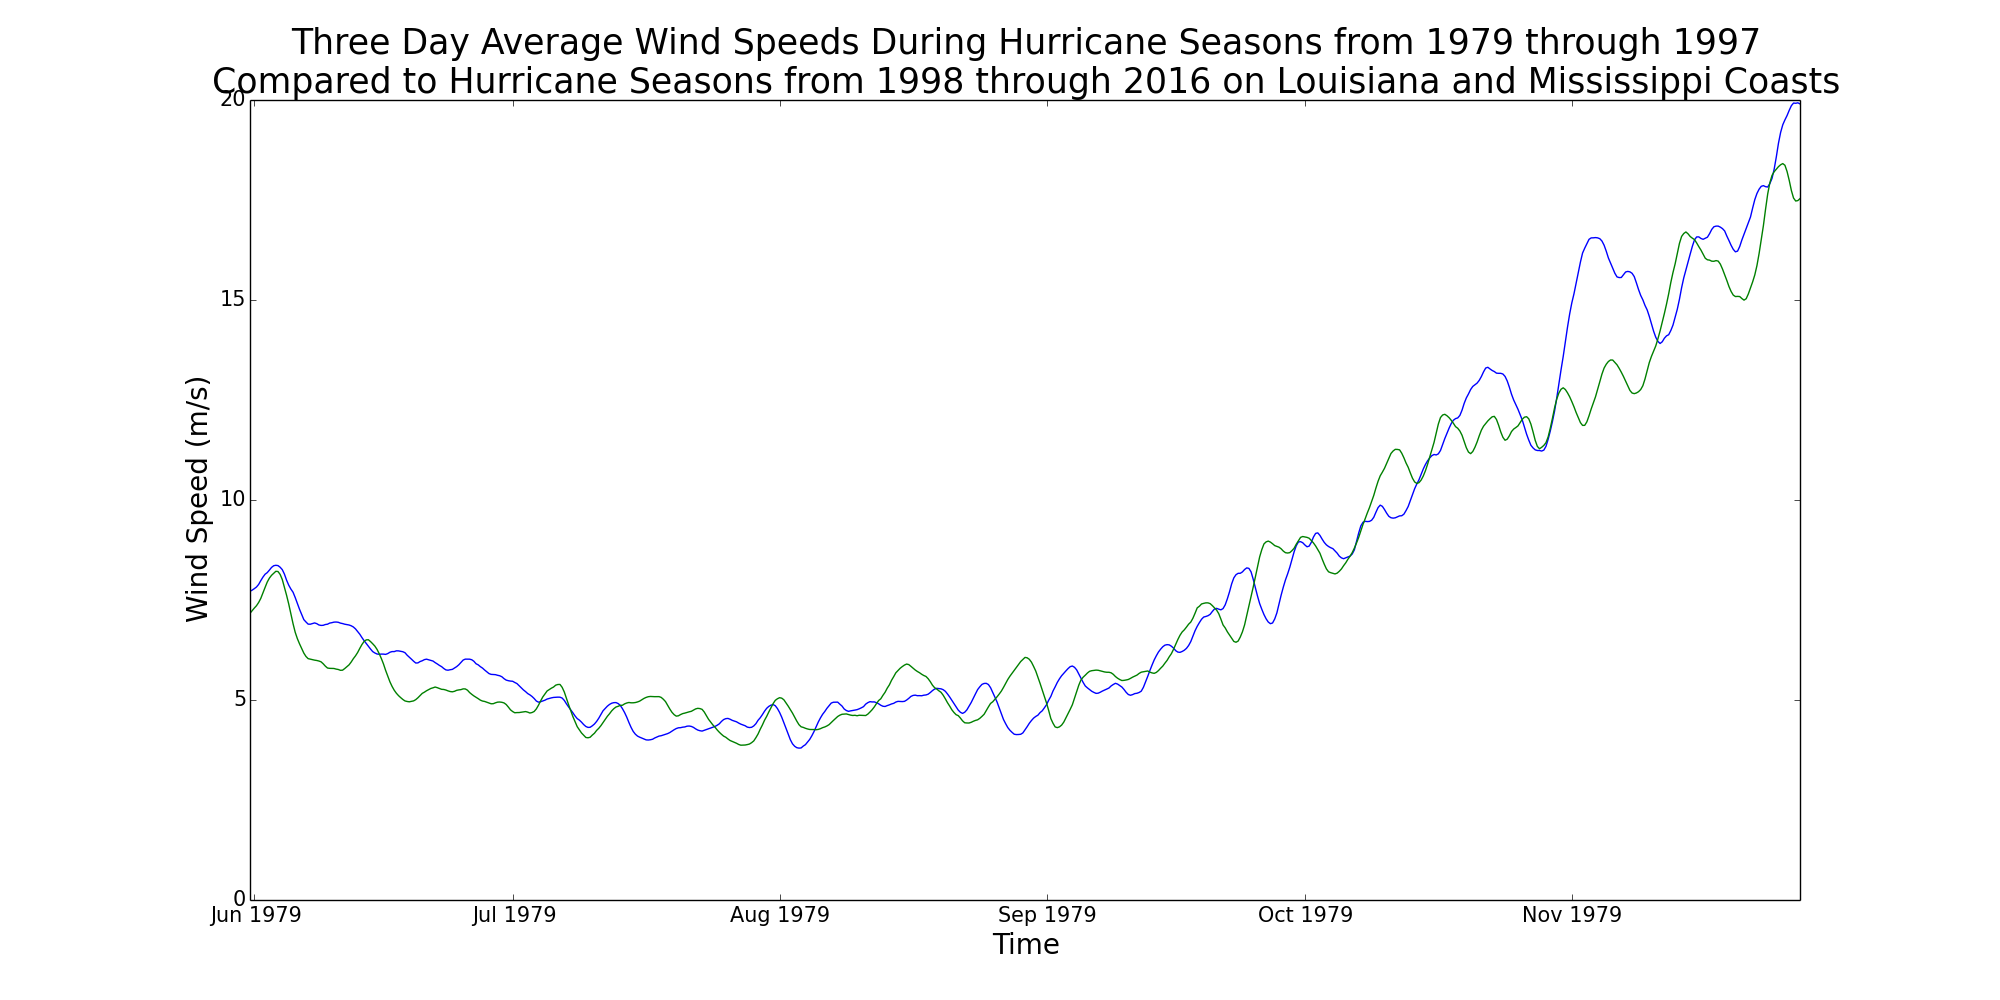 Three Day Average Wind Speeds During Hurricane Seasons from 1979 through 1997
Compared to Hurricane Seasons from 1998 through 2016 on Louisiana and Mississippi Coasts
20
15
10
5
0
Wind Speed (m/s)
Jun 1979 Jul 1979 Aug 1979 Sep 1979 Oct 1979 Nov 1979
Time